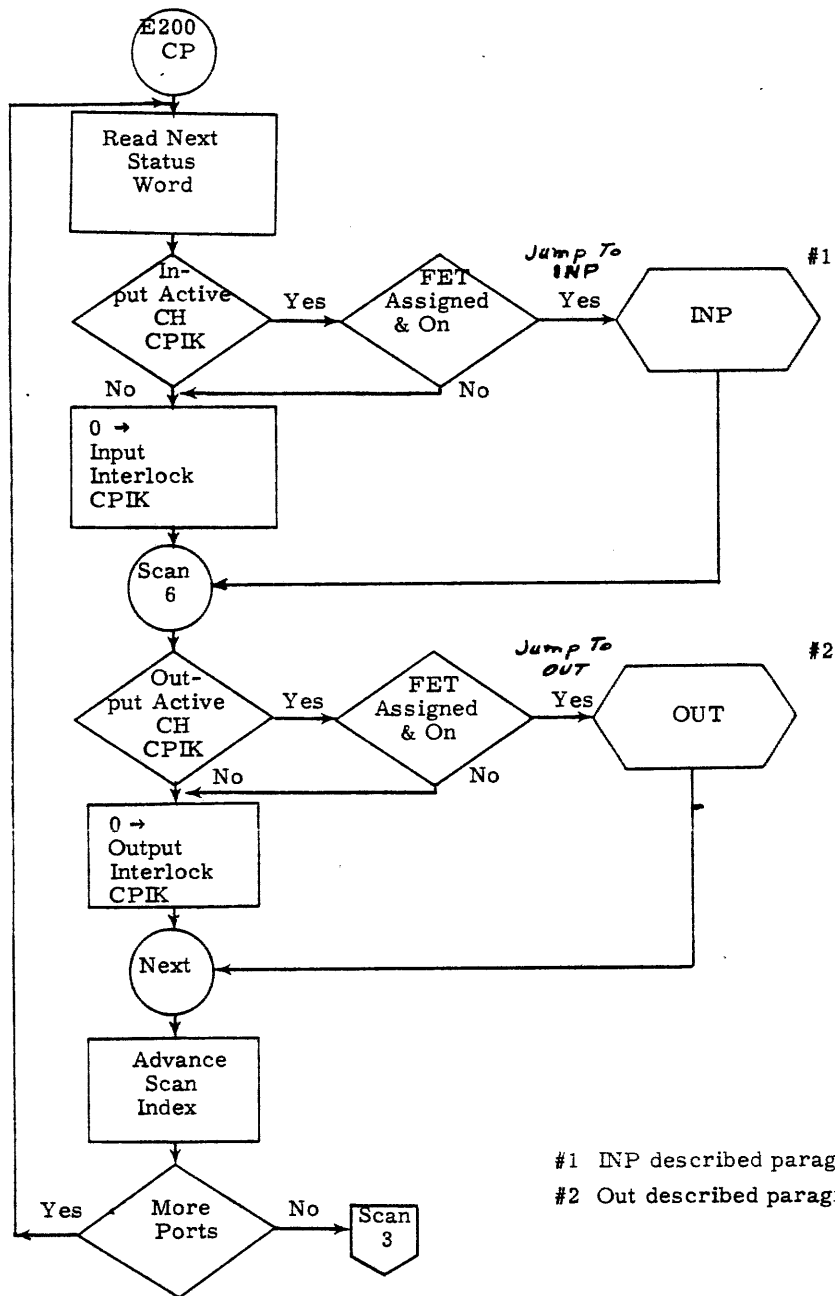 E200
CP
Read Next
Status
Word
In-
put Active
CH
CPIK
Yes
FET
Assigned
& On
Jump To
INP
Yes
INP
#1
No
No
0 →
Input
Interlock
CPIK
Scan
6
Out-
put Active
CH
CPIK
Yes
FET
Assigned
& On
Jump To
OUT
Yes
OUT
#2
No
No
0 →
Output
Interlock
CPIK
Next
Advance
Scan
Index
#1 INP described parag
#2 Out described parag
Yes
More
Ports
No
Scan
3